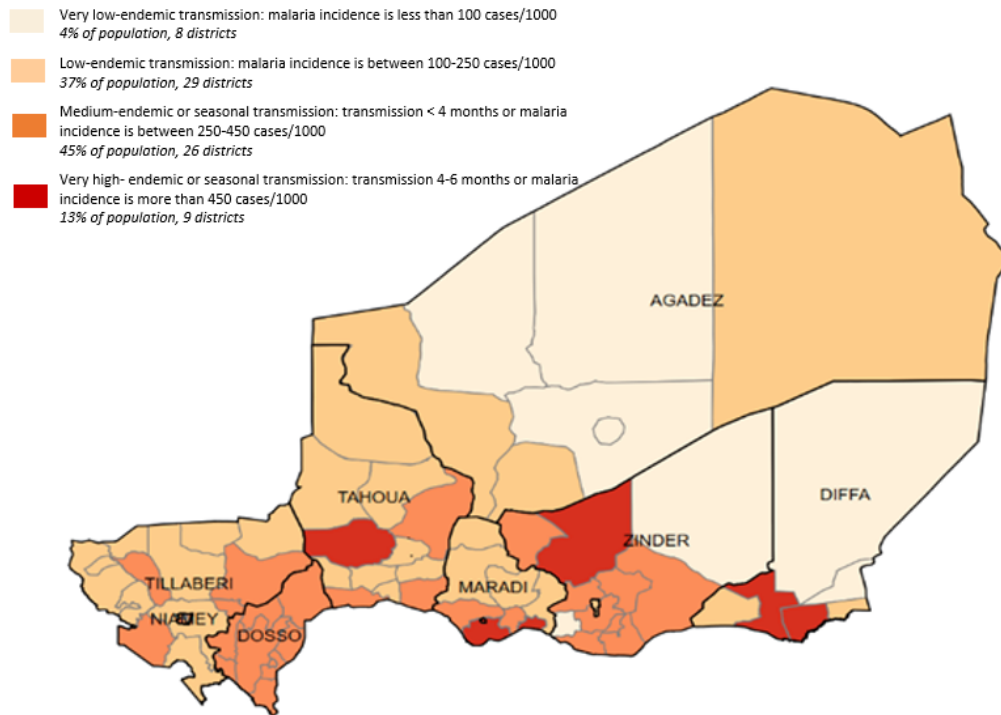 Very low-endemic transmission: malaria incidence is less than 100 cases/1000
4% of population, 8 districts
Low-endemic transmission: malaria incidence is between 100-250 cases/1000
37% of population, 29 districts
Medium-endemic or seasonal transmission: transmission < 4 months or malaria
incidence is between 250-450 cases/1000
45% of population, 26 districts
Very high- endemic or seasonal transmission: transmission 4-6 months or malaria
incidence is more than 450 cases/1000
13% of population, 9 districts
AGADEZ
TAHOUA
DIFFA
ZINDER
TILLABERI
MARADI
NIAMEY
DOSSO